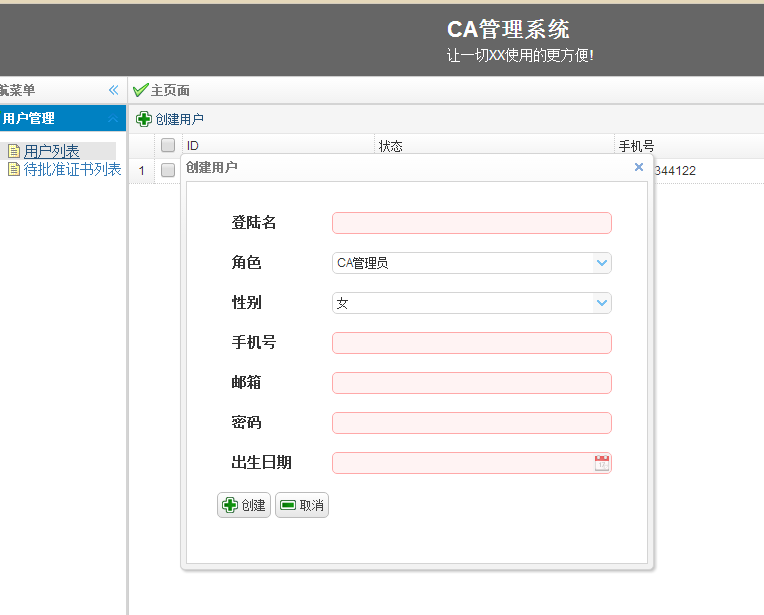 CA管理系统
让一切XX使用的更方便!
航菜单
主页面
用户管理
创建用户
用户列表
待批准证书列表
ID
状态
手机号
1
344122
创建用户
登陆名
角色
CA管理员
性别
女
手机号
邮箱
密码
出生日期
创建
取消